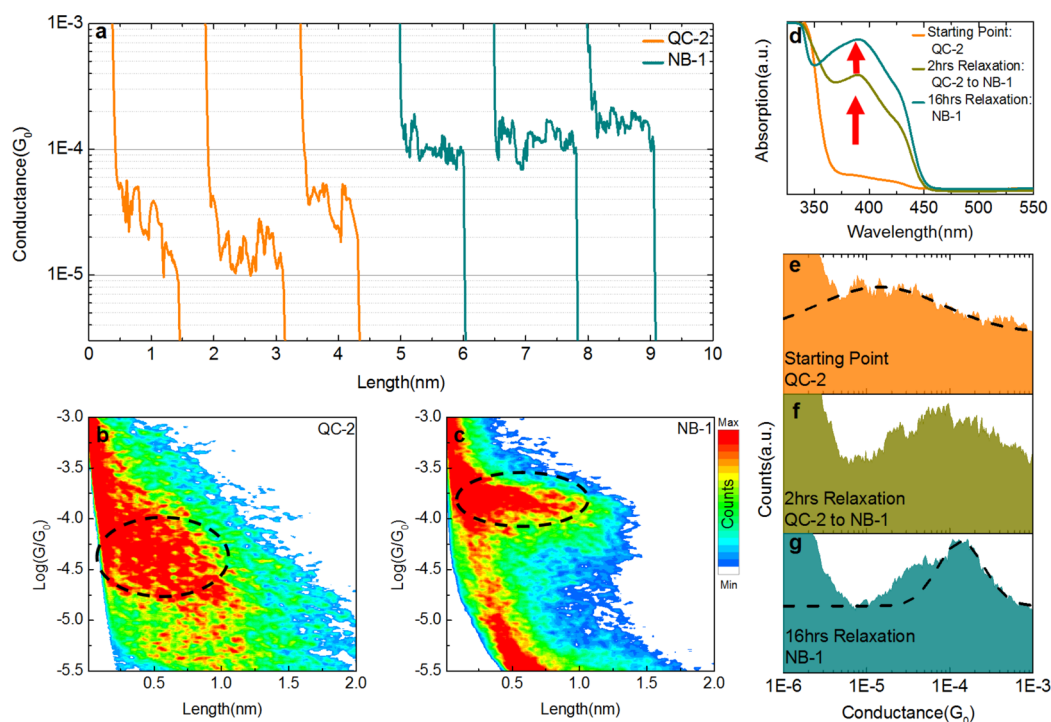 a
1E-3
1E-4
1E-5
Conductance(G0)
QC-2
NB-1
0 1 2 3 4 5 6 7 8 9 10
Length(nm)
d
Starting Point:
QC-2
2hrs Relaxation:
QC-2 to NB-1
16hrs Relaxation:
NB-1
Absorption(a.u.)
350 400 450 500 550
Wavelength(nm)
b
QC-2
-3.0
-3.5
-4.0
-4.5
-5.0
-5.5
Log(G/G0)
0.5 1.0 1.5 2.0
Length(nm)
c
NB-1
-3.0
-3.5
-4.0
-4.5
-5.0
-5.5
Log(G/G0)
0.5 1.0 1.5 2.0
Length(nm)
Max
Counts
Min
e
Starting Point
QC-2
f
2hrs Relaxation
QC-2 to NB-1
g
16hrs Relaxation
NB-1
Counts(a.u.)
1E-6 1E-5 1E-4 1E-3
Conductance(G0)